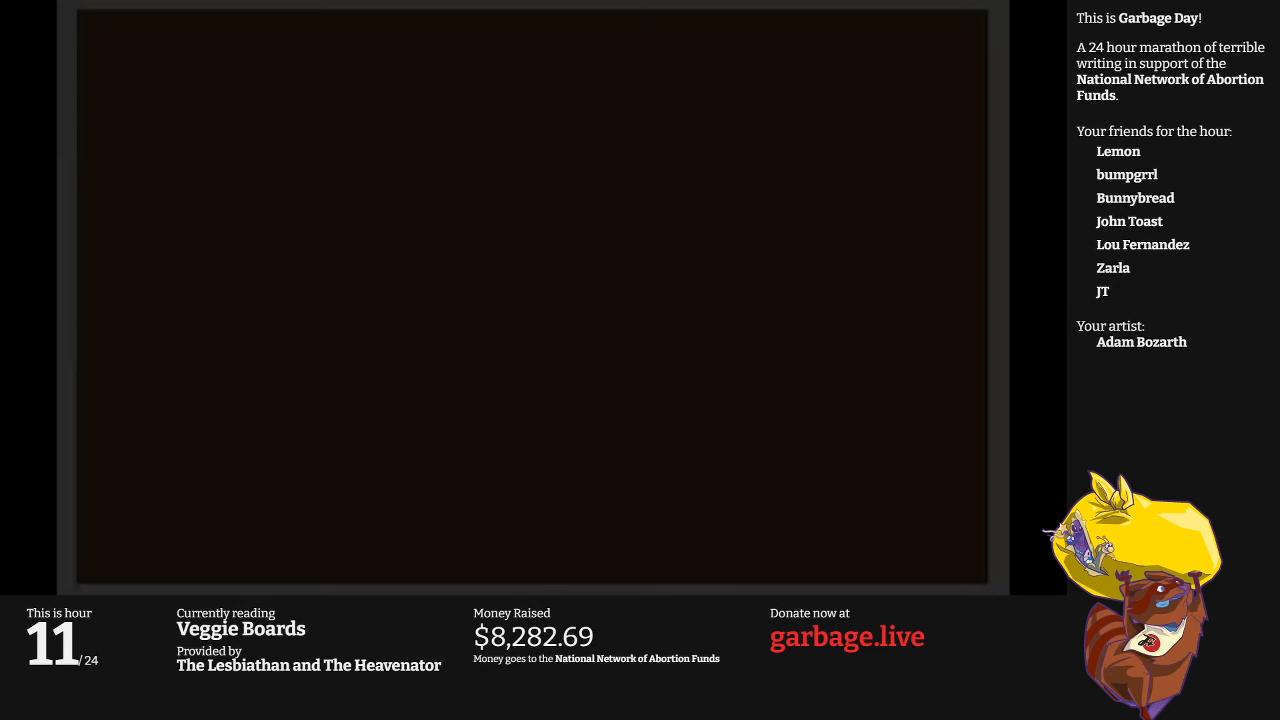 This is Garbage Day!
A 24 hour marathon of terrible
writing in support of the
National Network of Abortion
Funds.
Your friends for the hour:
Lemon
bumpgrrl
Bunnybread
John Toast
Lou Fernandez
Zarla
JT
Your artist:
Adam Bozarth
This is hour
11/ 24
Currently reading
Veggie Boards
Provided by
The Lesbiathan and The Heavenator
Money Raised
$8,282.69
Money goes to the National Network of Abortion Funds
Donate now at
garbage.live